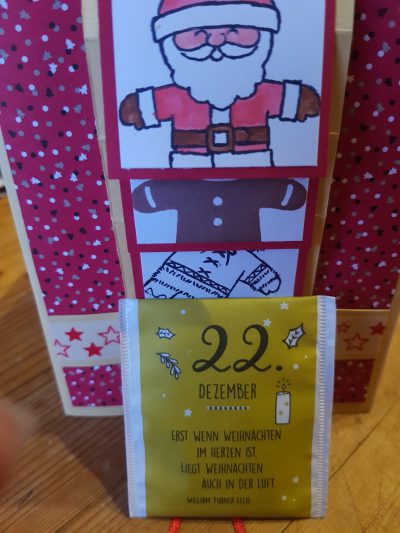 22.
DEZEMBER
ERST WENN WEIHNACHTEN
IM HERZEN IST,
LIEGT WEIHNACHTEN
AUCH IN DER LUFT.
WILLIAM TURNER ELLIS